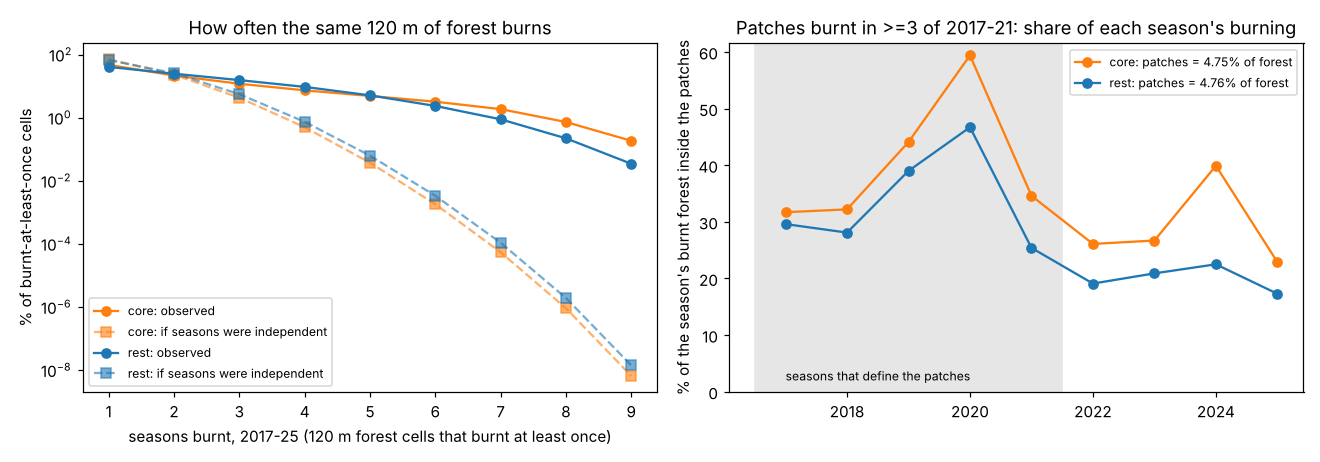 How often the same 120 m of forest burns
% of burnt-at-least-once cells
10²
10⁰
10⁻²
10⁻⁴
10⁻⁶
10⁻⁸
core: observed
core: if seasons were independent
rest: observed
rest: if seasons were independent
1 2 3 4 5 6 7 8 9
seasons burnt, 2017-25 (120 m forest cells that burnt at least once)
Patches burnt in >=3 of 2017-21: share of each season's burning
% of the season's burnt forest inside the patches
60
50
40
30
20
10
0
core: patches = 4.75% of forest
rest: patches = 4.76% of forest
seasons that define the patches
2018 2020 2022 2024